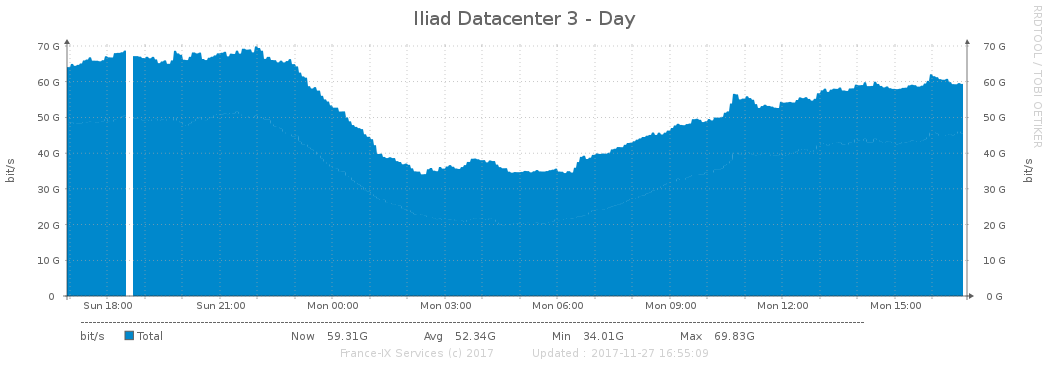 Iliad Datacenter 3 - Day
RRDTOOL / TOBI OETIKER
70 G 70 G
60 G 60 G
50 G 50 G
40 G 40 G
30 G 30 G
20 G 20 G
10 G 10 G
0 0 G
bit/s bit/s
Sun 18:00 Sun 21:00 Mon 00:00 Mon 03:00 Mon 06:00 Mon 09:00 Mon 12:00 Mon 15:00
bit/s Total Now 59.31G Avg 52.34G Min 34.01G Max 69.83G
France-IX Services (c) 2017 Updated : 2017-11-27 16:55:09